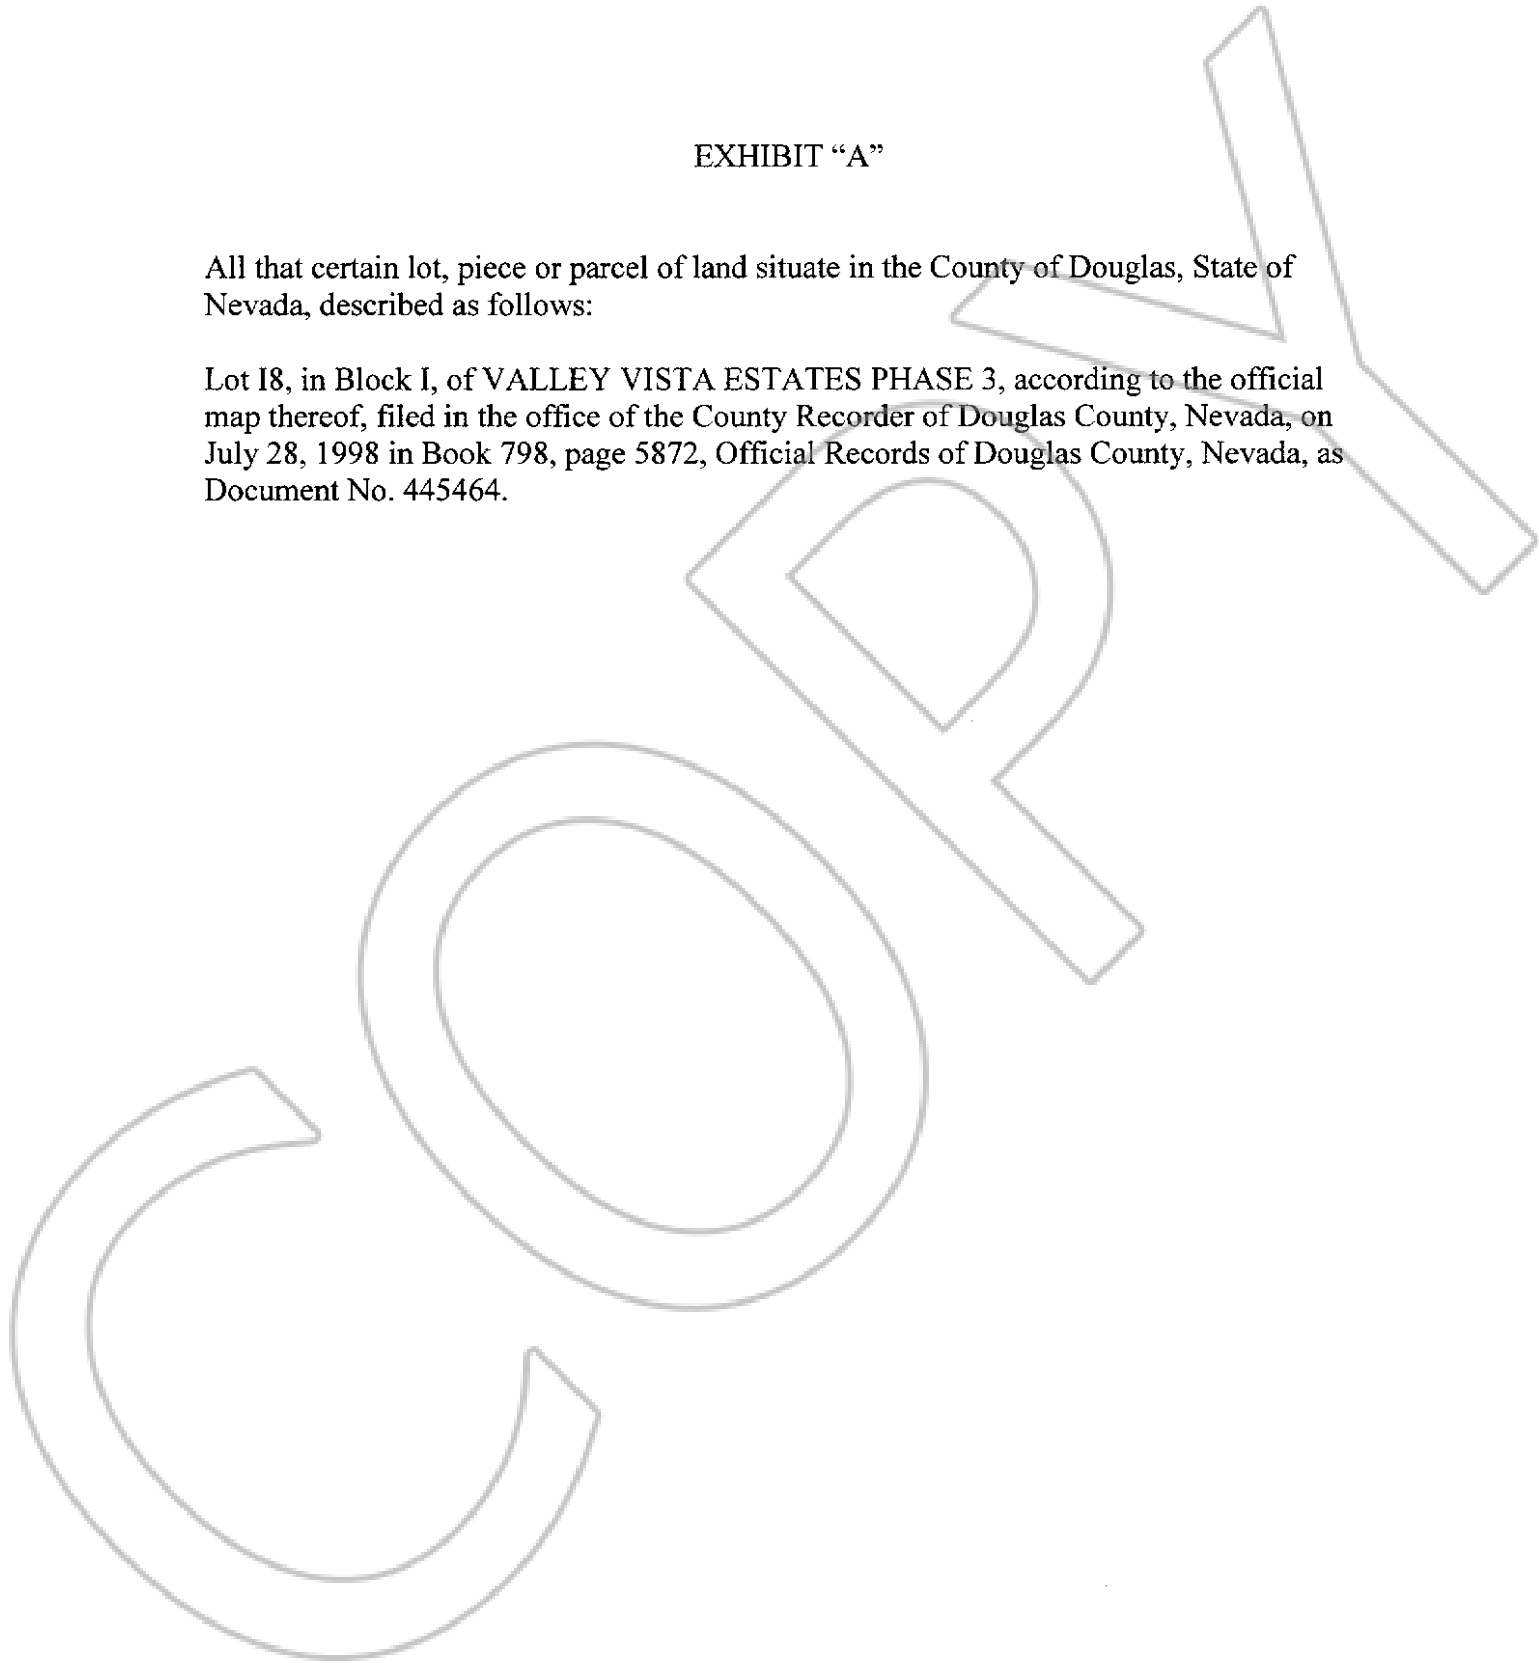 EXHIBIT “A”
All that certain lot, piece or parcel of land situate in the County of Douglas, State of
Nevada, described as follows:
Lot I8, in Block I, of VALLEY VISTA ESTATES PHASE 3, according to the official
map thereof, filed in the office of the County Recorder of Douglas County, Nevada, on
July 28, 1998 in Book 798, page 5872, Official Records of Douglas County, Nevada, as
Document No. 445464.
COPY